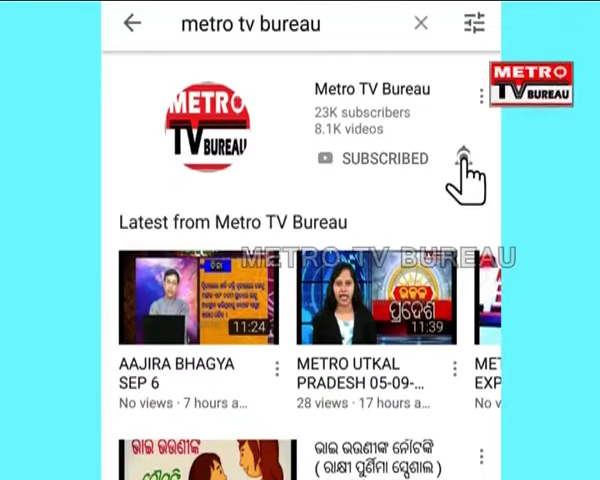 metro tv bureau
METRO
TV BUREAU
METRO
TV BUREAU
Metro TV Bureau
23K subscribers
8.1K videos
SUBSCRIBED
Latest from Metro TV Bureau
METRO TV BUREAU
11:24
ପ୍ରଦେଶ
11:39
AAJIRA BHAGYA
SEP 6
No views · 7 hours a...
METRO UTKAL
PRADESH 05-09-...
28 views · 17 hours a...
MET
EXP
No v
ଭାଇ ଭଉଣୀଙ୍କ
ଭାଇ ଭଉଣୀଙ୍କ ନୌଟଙ୍କି
( ରାକ୍ଷୀ ପୁର୍ଣିମା ସ୍ପେଶାଲ )